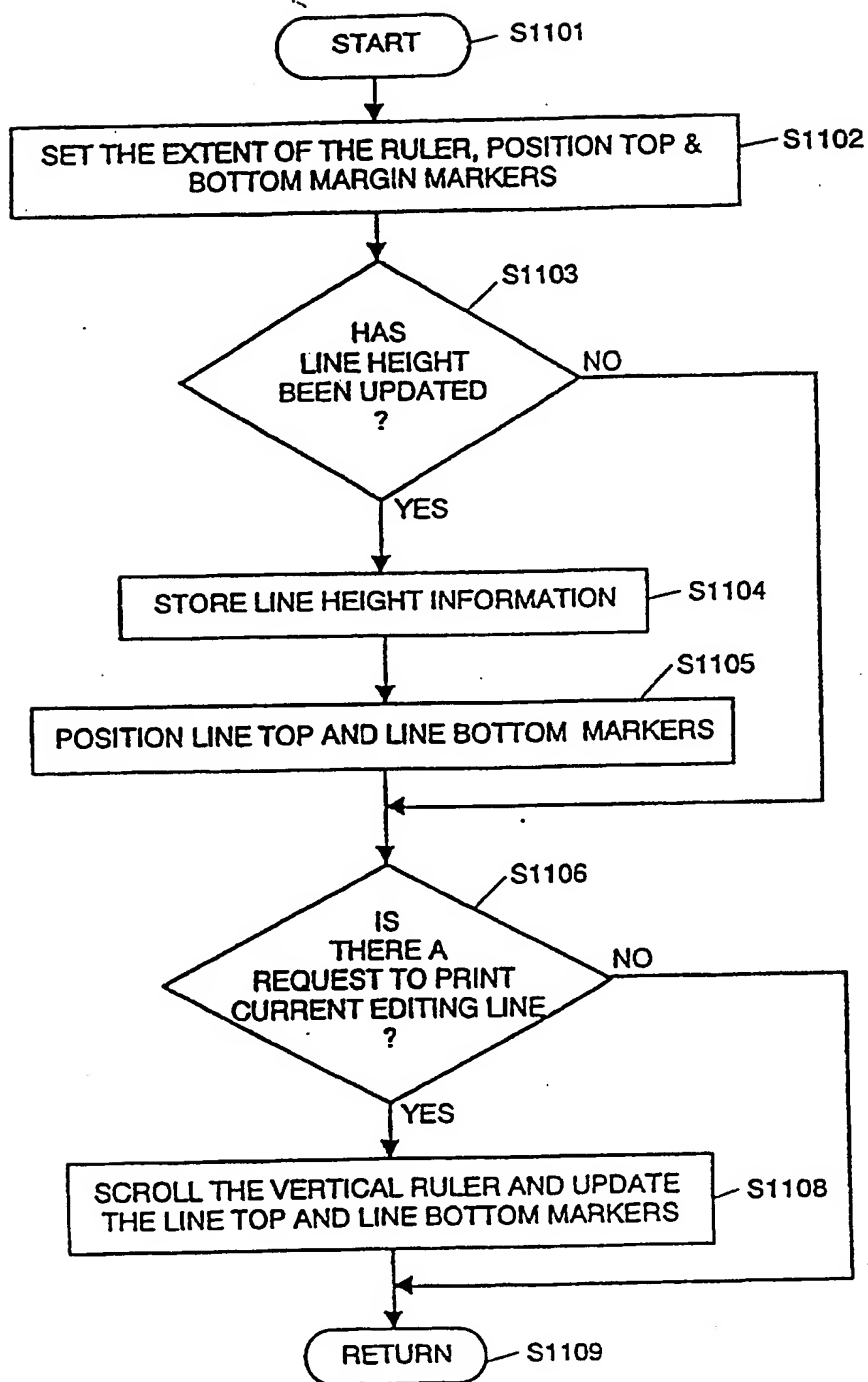 START
S1101
SET THE EXTENT OF THE RULER, POSITION TOP &
BOTTOM MARGIN MARKERS
S1102
S1103
HAS
LINE HEIGHT
BEEN UPDATED
?
NO
YES
STORE LINE HEIGHT INFORMATION
S1104
S1105
POSITION LINE TOP AND LINE BOTTOM MARKERS
S1106
IS
THERE A
REQUEST TO PRINT
CURRENT EDITING LINE
?
NO
YES
SCROLL THE VERTICAL RULER AND UPDATE
THE LINE TOP AND LINE BOTTOM MARKERS
S1108
RETURN
S1109